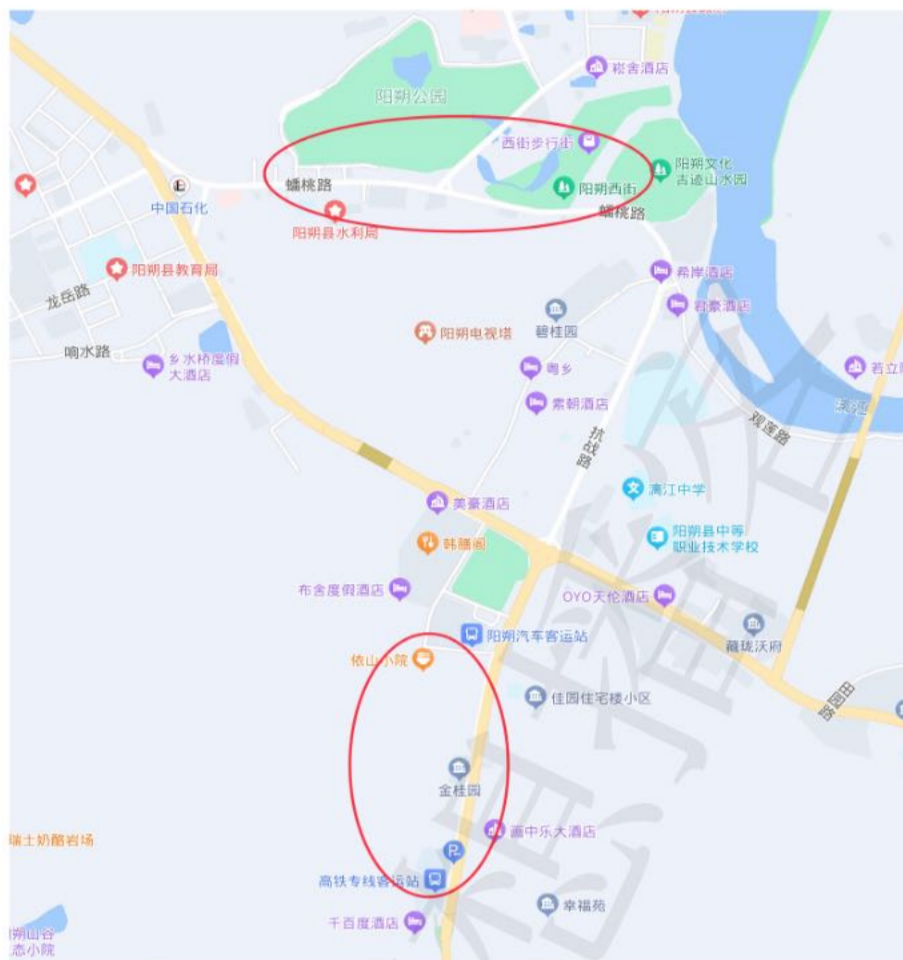 阳朔公园
崧舍酒店
西街步行街
阳朔文化
古迹山水园
阳朔西街
蟠桃路
蟠桃路
中国石化
阳朔县水利局
阳朔县教育局
龙岳路
响水路
乡水桥度假
大酒店
希岸酒店
君豪酒店
阳朔电视塔
碧桂园
粤乡
素朝酒店
若立
观莲路
抗战路
漓江中学
美豪酒店
韩膳阁
阳朔县中等
职业技术学校
布舍度假酒店
OYO天伦酒店
阳朔汽车客运站
藏珑沃府
依山小院
佳园住宅楼小区
田园路
金桂园
画中乐大酒店
瑞士奶酪岩场
P
高铁专线客运站
千百度酒店
幸福苑
朔山谷
态小院